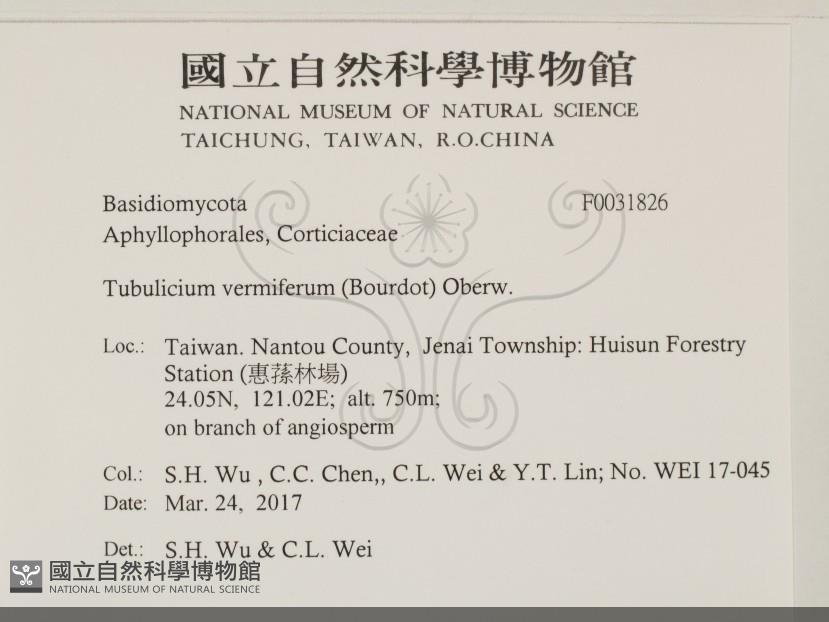 國立自然科學博物館
NATIONAL MUSEUM OF NATURAL SCIENCE
TAICHUNG, TAIWAN, R.O.CHINA
Basidiomycota F0031826
Aphyllophorales, Corticiaceae
Tubulicium vermiferum (Bourdot) Oberw.
Loc.: Taiwan. Nantou County, Jenai Township: Huisun Forestry
Station (惠蓀林場)
24.05N, 121.02E; alt. 750m;
on branch of angiosperm
Col.: S.H. Wu , C.C. Chen,, C.L. Wei & Y.T. Lin; No. WEI 17-045
Date: Mar. 24, 2017
Det.: S.H. Wu & C.L. Wei
國立自然科學博物館
NATIONAL MUSEUM OF NATURAL SCIENCE